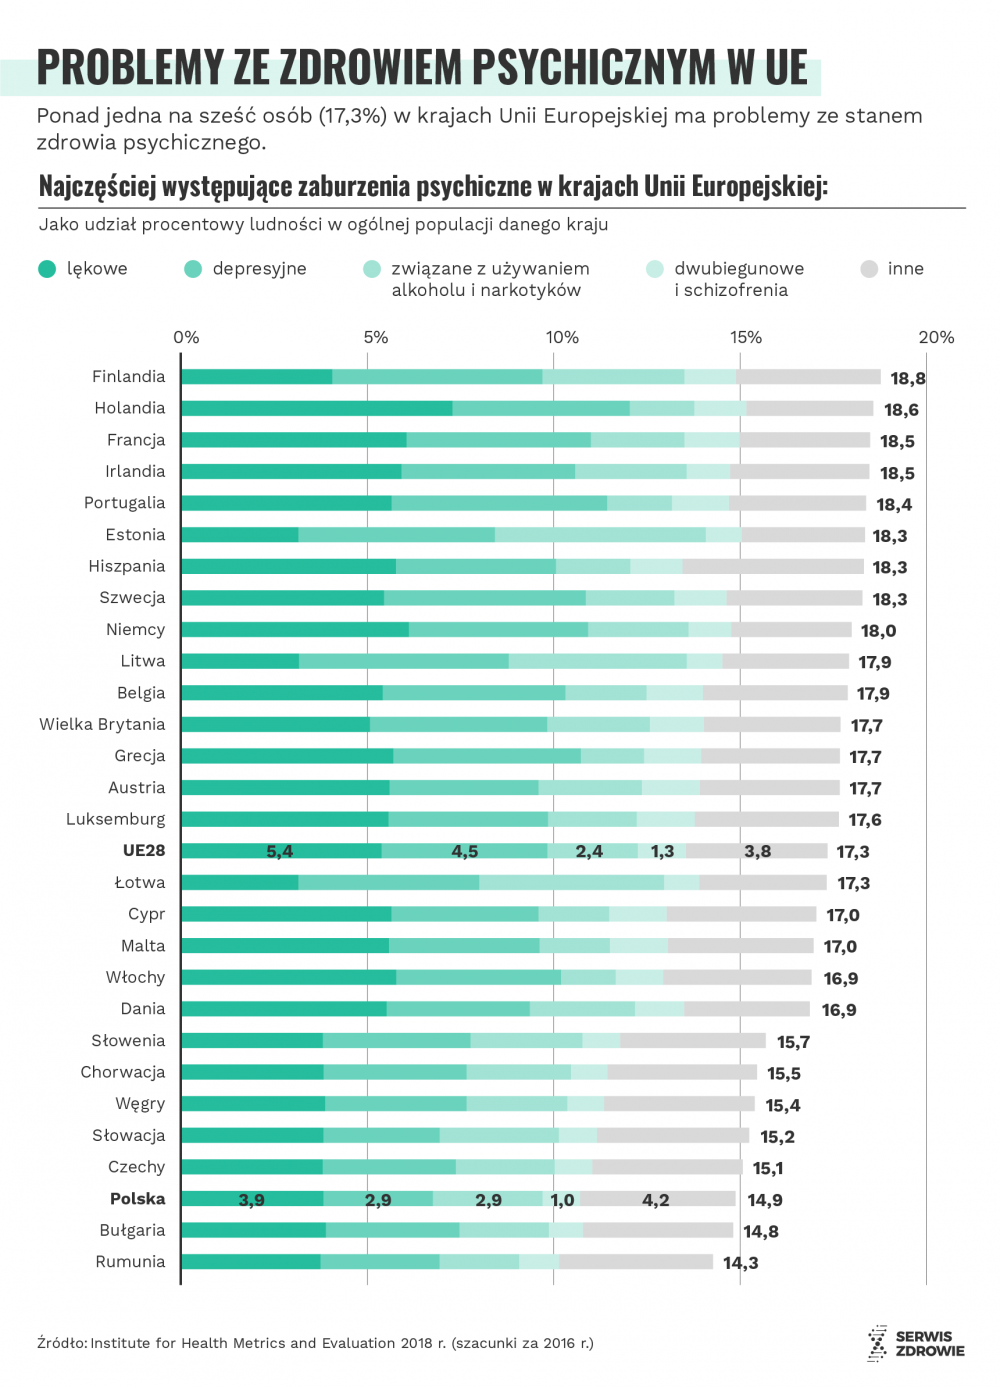 PROBLEMY ZE ZDROWIEM PSYCHICZNYM W UE
Ponad jedna na sześć osób (17,3%) w krajach Unii Europejskiej ma problemy ze stanem
zdrowia psychicznego.
Najczęściej występujące zaburzenia psychiczne w krajach Unii Europejskiej:
Jako udział procentowy ludności w ogólnej populacji danego kraju
lękowe depresyjne związane z używaniem alkoholu i narkotyków dwubiegunowe i schizofrenia inne
0% 5% 10% 15% 20%
Finlandia 18,8
Holandia 18,6
Francja 18,5
Irlandia 18,5
Portugalia 18,4
Estonia 18,3
Hiszpania 18,3
Szwecja 18,3
Niemcy 18,0
Litwa 17,9
Belgia 17,9
Wielka Brytania 17,7
Grecja 17,7
Austria 17,7
Luksemburg 17,6
UE28 5,4 4,5 2,4 1,3 3,8 17,3
Łotwa 17,3
Cypr 17,0
Malta 17,0
Włochy 16,9
Dania 16,9
Słowenia 15,7
Chorwacja 15,5
Węgry 15,4
Słowacja 15,2
Czechy 15,1
Polska 3,9 2,9 2,9 1,0 4,2 14,9
Bułgaria 14,8
Rumunia 14,3
Źródło: Institute for Health Metrics and Evaluation 2018 r. (szacunki za 2016 r.)
SERWIS
ZDROWIE